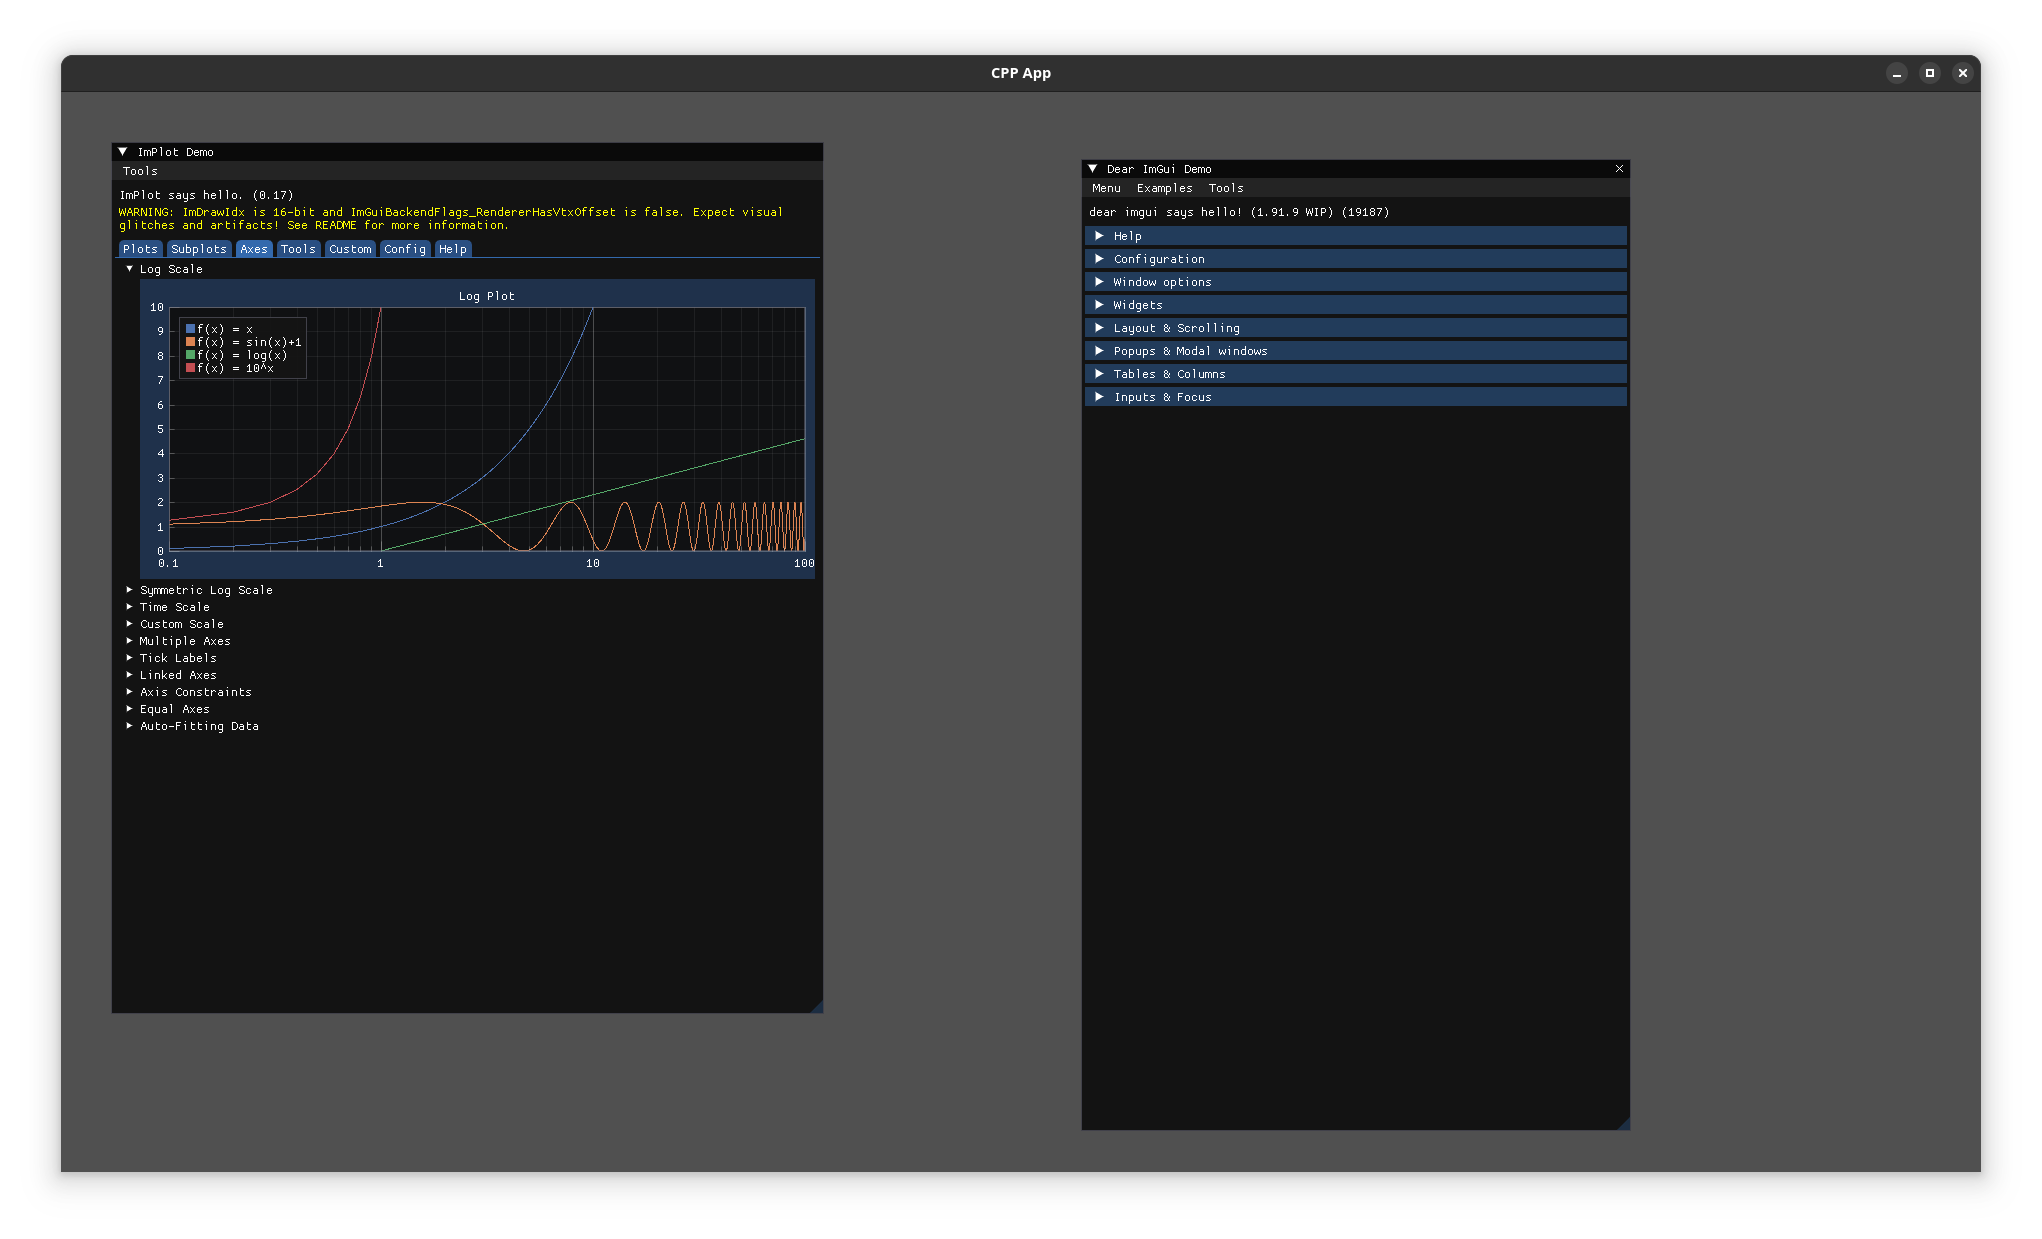 CPP App
ImPlot Demo
Tools
ImPlot says hello. (0.17)
WARNING: ImDrawIdx is 16-bit and ImGuiBackendFlags_RendererHasVtxOffset is false. Expect visual
glitches and artifacts! See README for more information.
Plots Subplots Axes Tools Custom Config Help
Log Scale
Log Plot
10
9
8
7
6
5
4
3
2
1
0
f(x) = x
f(x) = sin(x)+1
f(x) = log(x)
f(x) = 10^x
0.1 1 10 100
Symmetric Log Scale
Time Scale
Custom Scale
Multiple Axes
Tick Labels
Linked Axes
Axis Constraints
Equal Axes
Auto-Fitting Data
Dear ImGui Demo
Menu Examples Tools
dear imgui says hello! (1.91.9 WIP) (19187)
Help
Configuration
Window options
Widgets
Layout & Scrolling
Popups & Modal windows
Tables & Columns
Inputs & Focus